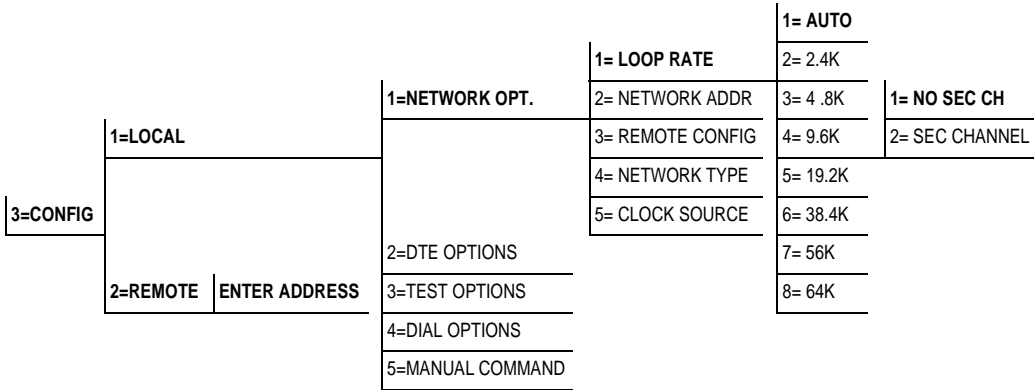 1= AUTO
1= LOOP RATE
2= 2.4K
1=NETWORK OPT.
2= NETWORK ADDR
3= 4 .8K
1= NO SEC CH
1=LOCAL
3= REMOTE CONFIG
4= 9.6K
2= SEC CHANNEL
4= NETWORK TYPE
5= 19.2K
3=CONFIG
5= CLOCK SOURCE
6= 38.4K
2=DTE OPTIONS
7= 56K
2=REMOTE
ENTER ADDRESS
3=TEST OPTIONS
8= 64K
4=DIAL OPTIONS
5=MANUAL COMMAND